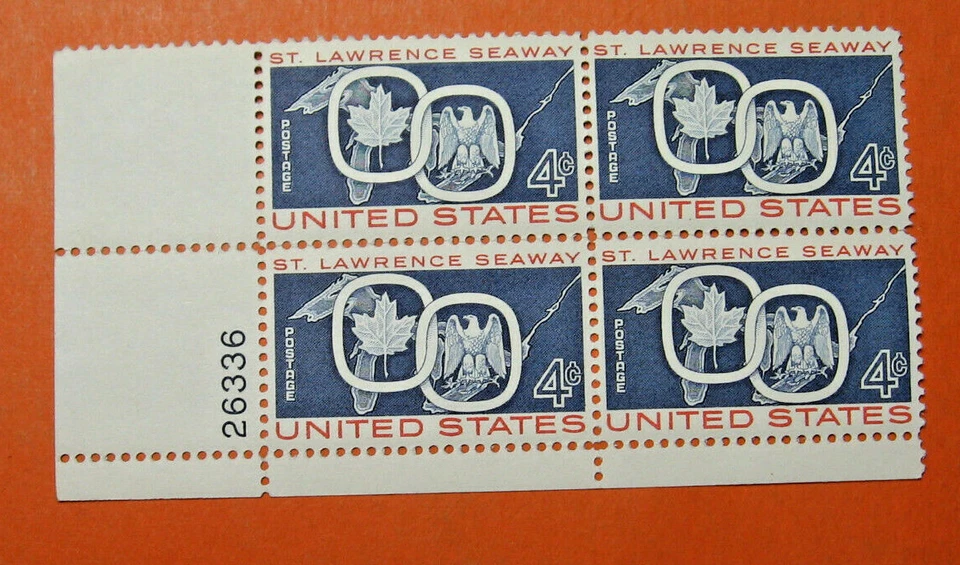 ST. LAWRENCE SEAWAY
POSTAGE
4¢
UNITED STATES
ST. LAWRENCE SEAWAY
POSTAGE
4¢
UNITED STATES
ST. LAWRENCE SEAWAY
POSTAGE
4¢
UNITED STATES
ST. LAWRENCE SEAWAY
POSTAGE
4¢
UNITED STATES
26336